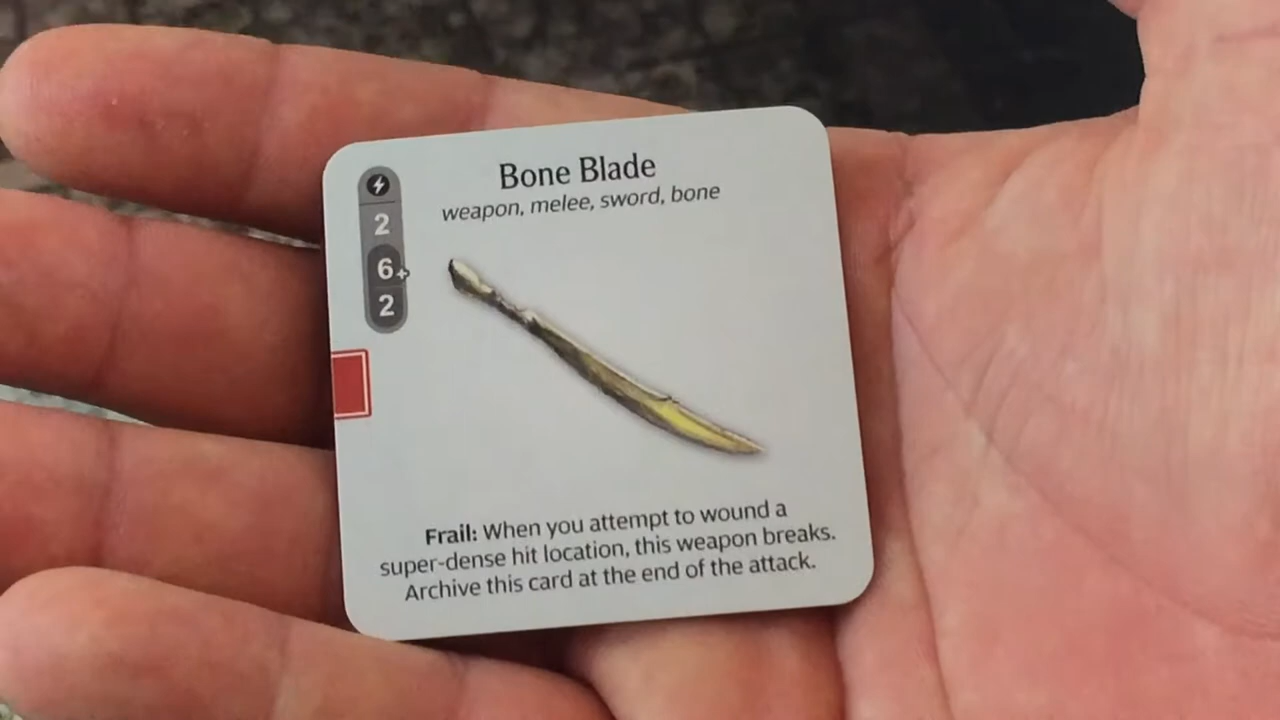 Bone Blade
weapon, melee, sword, bone
2
6+
2
Frail: When you attempt to wound a
super-dense hit location, this weapon breaks.
Archive this card at the end of the attack.